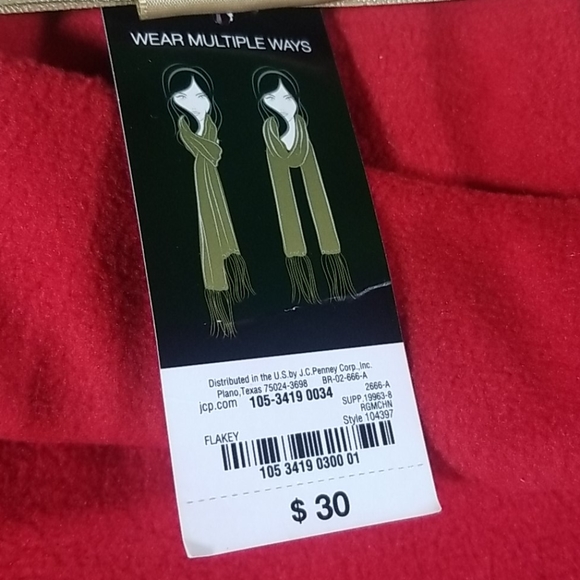 WEAR MULTIPLE WAYS
Distributed in the U.S.by J.C.Penney Corp.,Inc.
Plano,Texas 75024-3698 BR-02-666-A
jcp.com 105-3419 0034
2666-A
SUPP 19963-8
RGMCHN
Style 104397
FLAKEY
105 3419 0300 01
$ 30